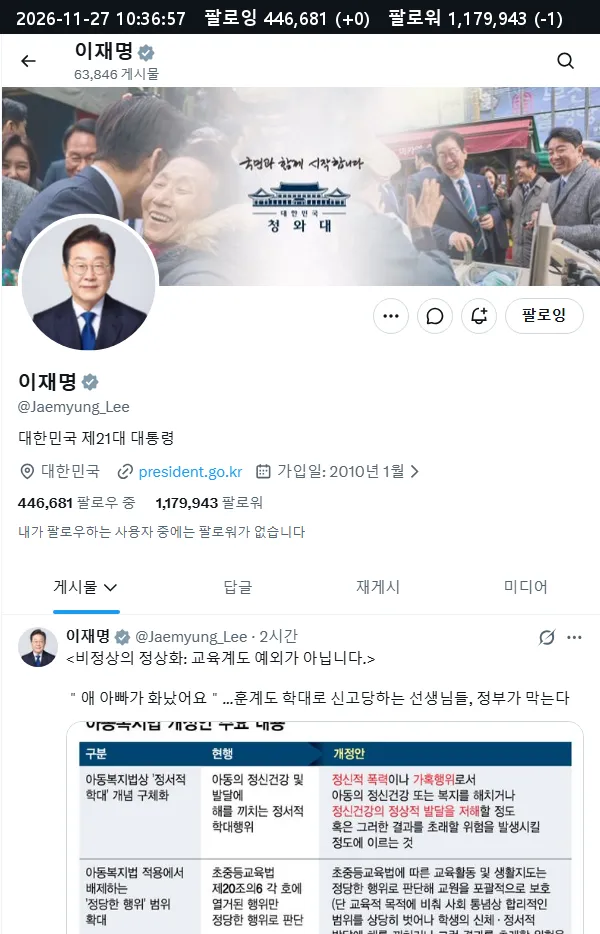 2026-11-27 10:36:57 팔로잉 446,681 (+0) 팔로워 1,179,943 (-1)
이재명
63,846 게시물
국민과 함께 시작합니다
대한민국
청와대
팔로잉
이재명
@Jaemyung_Lee
대한민국 제21대 대통령
대한민국 president.go.kr 가입일: 2010년 1월
446,681 팔로우 중 1,179,943 팔로워
내가 팔로우하는 사용자 중에는 팔로워가 없습니다
게시물 답글 재게시 미디어
이재명 @Jaemyung_Lee · 2시간
<비정상의 정상화: 교육계도 예외가 아닙니다.>
" 애 아빠가 화났어요 " ...훈계도 학대로 신고당하는 선생님들, 정부가 막는다
아동복지법 개정안 주요 내용
구분 현행 개정안
아동복지법상 '정서적
학대' 개념 구체화
아동의 정신건강 및
발달에
해를 끼치는 정서적
학대행위
정신적 폭력이나 가혹행위로서
아동의 정신건강 또는 복지를 해치거나
정신건강의 정상적 발달을 저해할 정도
혹은 그러한 결과를 초래할 위험을 발생시킬
정도에 이르는 것
아동복지법 적용에서
배제하는
'정당한 행위' 범위
확대
초중등교육법
제20조의6 각 호에
열거된 행위만
정당한 행위로 판단
초중등교육법에 따른 교육활동 및 생활지도는
정당한 행위로 판단해 교원을 포괄적으로 보호
(단 교육적 목적에 비춰 사회 통념상 합리적인
범위를 상당히 벗어나 학생의 신체·정서적